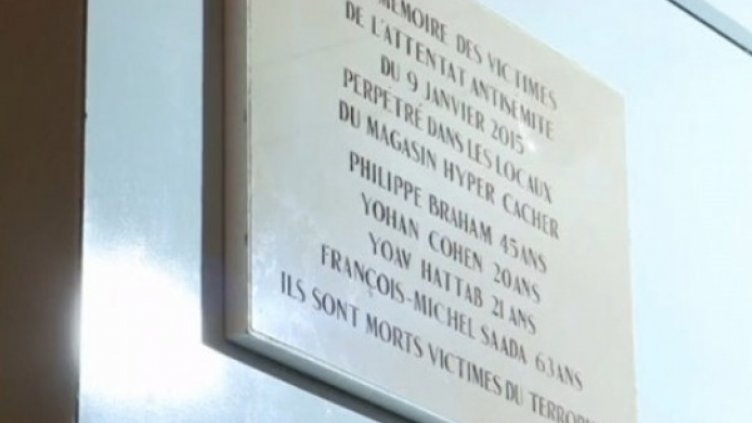 MÉMOIRE DES VICTIMES
DE L'ATTENTAT ANTISÉMITE
DU 9 JANVIER 2015
PERPÉTRÉ DANS LES LOCAUX
DU MAGASIN HYPER CACHER
PHILIPPE BRAHAM 45 ANS
YOHAN COHEN 20 ANS
YOAV HATTAB 21 ANS
FRANÇOIS-MICHEL SAADA 63 ANS
ILS SONT MORTS VICTIMES DU